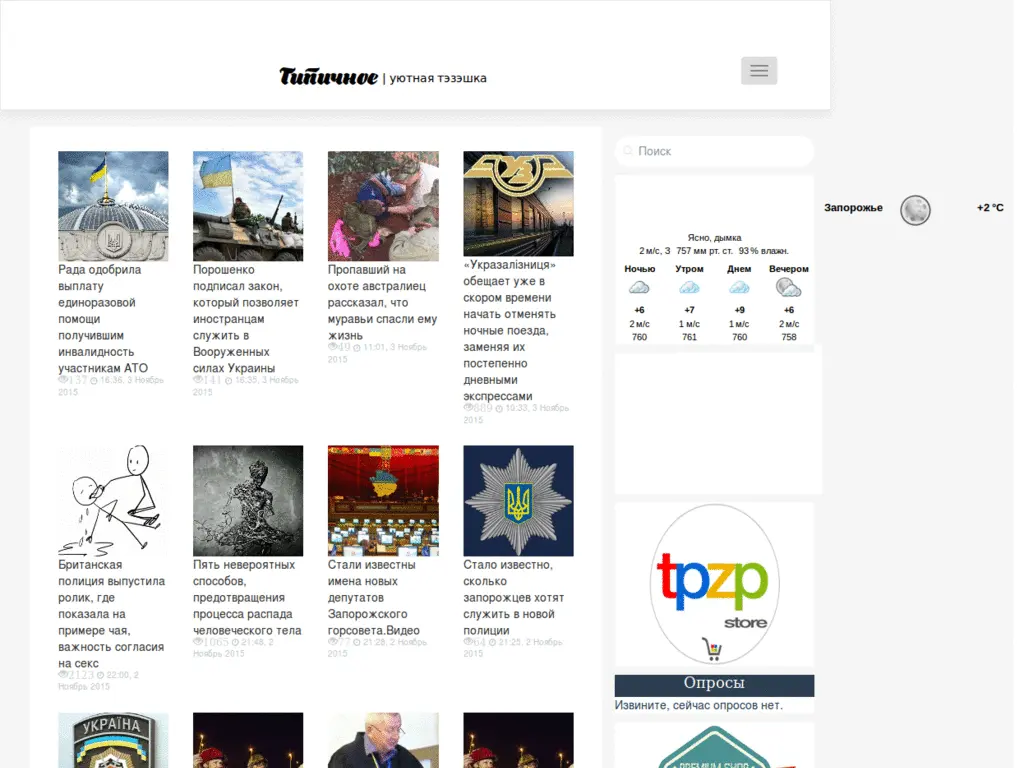 Типичное | уютная тэзэшка
Рада одобрила
выплату
единоразовой
помощи
получившим
инвалидность
участникам АТО
137 16:36, 3 Ноябрь
2015
Порошенко
подписал закон,
который позволяет
иностранцам
служить в
Вооруженных
силах Украины
141 16:35, 3 Ноябрь
2015
Пропавший на
охоте австралиец
рассказал, что
муравьи спасли ему
жизнь
49 11:01, 3 Ноябрь
2015
«Укразалізниця»
обещает уже в
скором времени
начать отменять
ночные поезда,
заменяя их
постепенно
дневными
экспрессами
889 10:33, 3 Ноябрь
2015
Британская
полиция выпустила
ролик, где
показала на
примере чая,
важность согласия
на секс
2123 22:00, 2
Ноябрь 2015
Пять невероятных
способов,
предотвращения
процесса распада
человеческого тела
1065 21:48, 2
Ноябрь 2015
Стали известны
имена новых
депутатов
Запорожского
горсовета.Видео
77 21:28, 2 Ноябрь
2015
Стало известно,
сколько
запорожцев хотят
служить в новой
полиции
64 21:25, 2 Ноябрь
2015
УКРАЇНА
Поиск
Запорожье +2 °C
Ясно, дымка
2 м/с, З 757 мм рт. ст. 93 % влажн.
Ночью Утром Днем Вечером
+6 +7 +9 +6
2 м/с 1 м/с 1 м/с 2 м/с
760 761 760 758
tpzp
store
Опросы
Извините, сейчас опросов нет.
PREMIUM SHOP